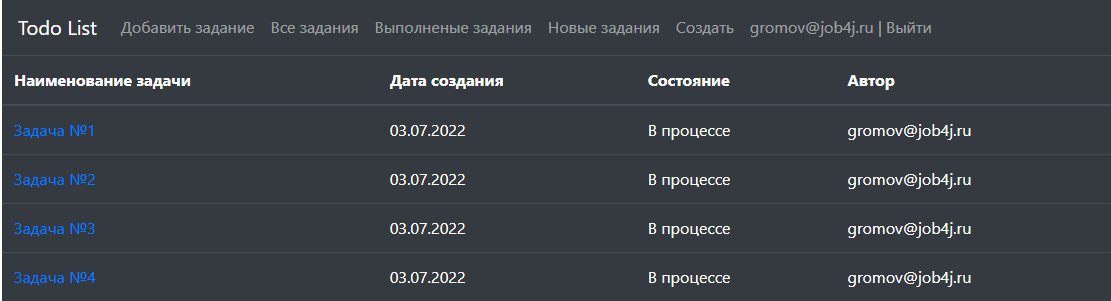 Todo List Добавить задание Все задания Выполненые задания Новые задания Создать gromov@job4j.ru | Выйти
Наименование задачи Дата создания Состояние Автор
Задача №1 03.07.2022 В процессе gromov@job4j.ru
Задача №2 03.07.2022 В процессе gromov@job4j.ru
Задача №3 03.07.2022 В процессе gromov@job4j.ru
Задача №4 03.07.2022 В процессе gromov@job4j.ru